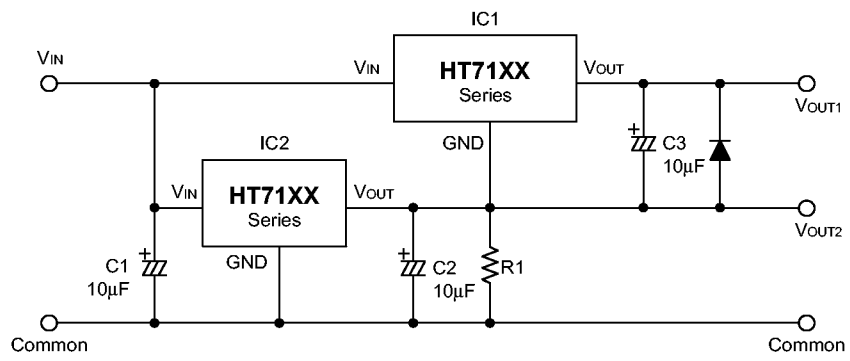 IC1
VIN
VIN
HT71XX
Series
VOUT
VOUT1
GND
C3
10μF
IC2
VIN
HT71XX
Series
VOUT
VOUT2
GND
C1
10μF
C2
10μF
R1
Common
Common
+
+
+